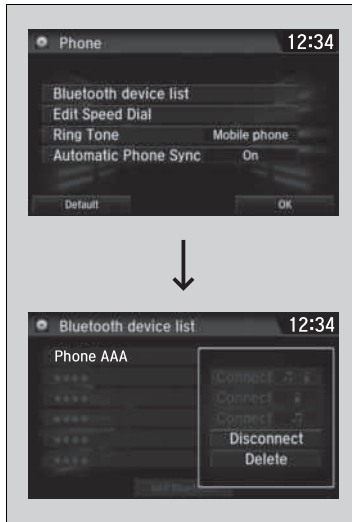 Phone 12:34
Bluetooth device list
Edit Speed Dial
Ring Tone Mobile phone
Automatic Phone Sync On
Default OK
Bluetooth device list 12:34
Phone AAA
Connect
Connect
Connect
Disconnect
Delete